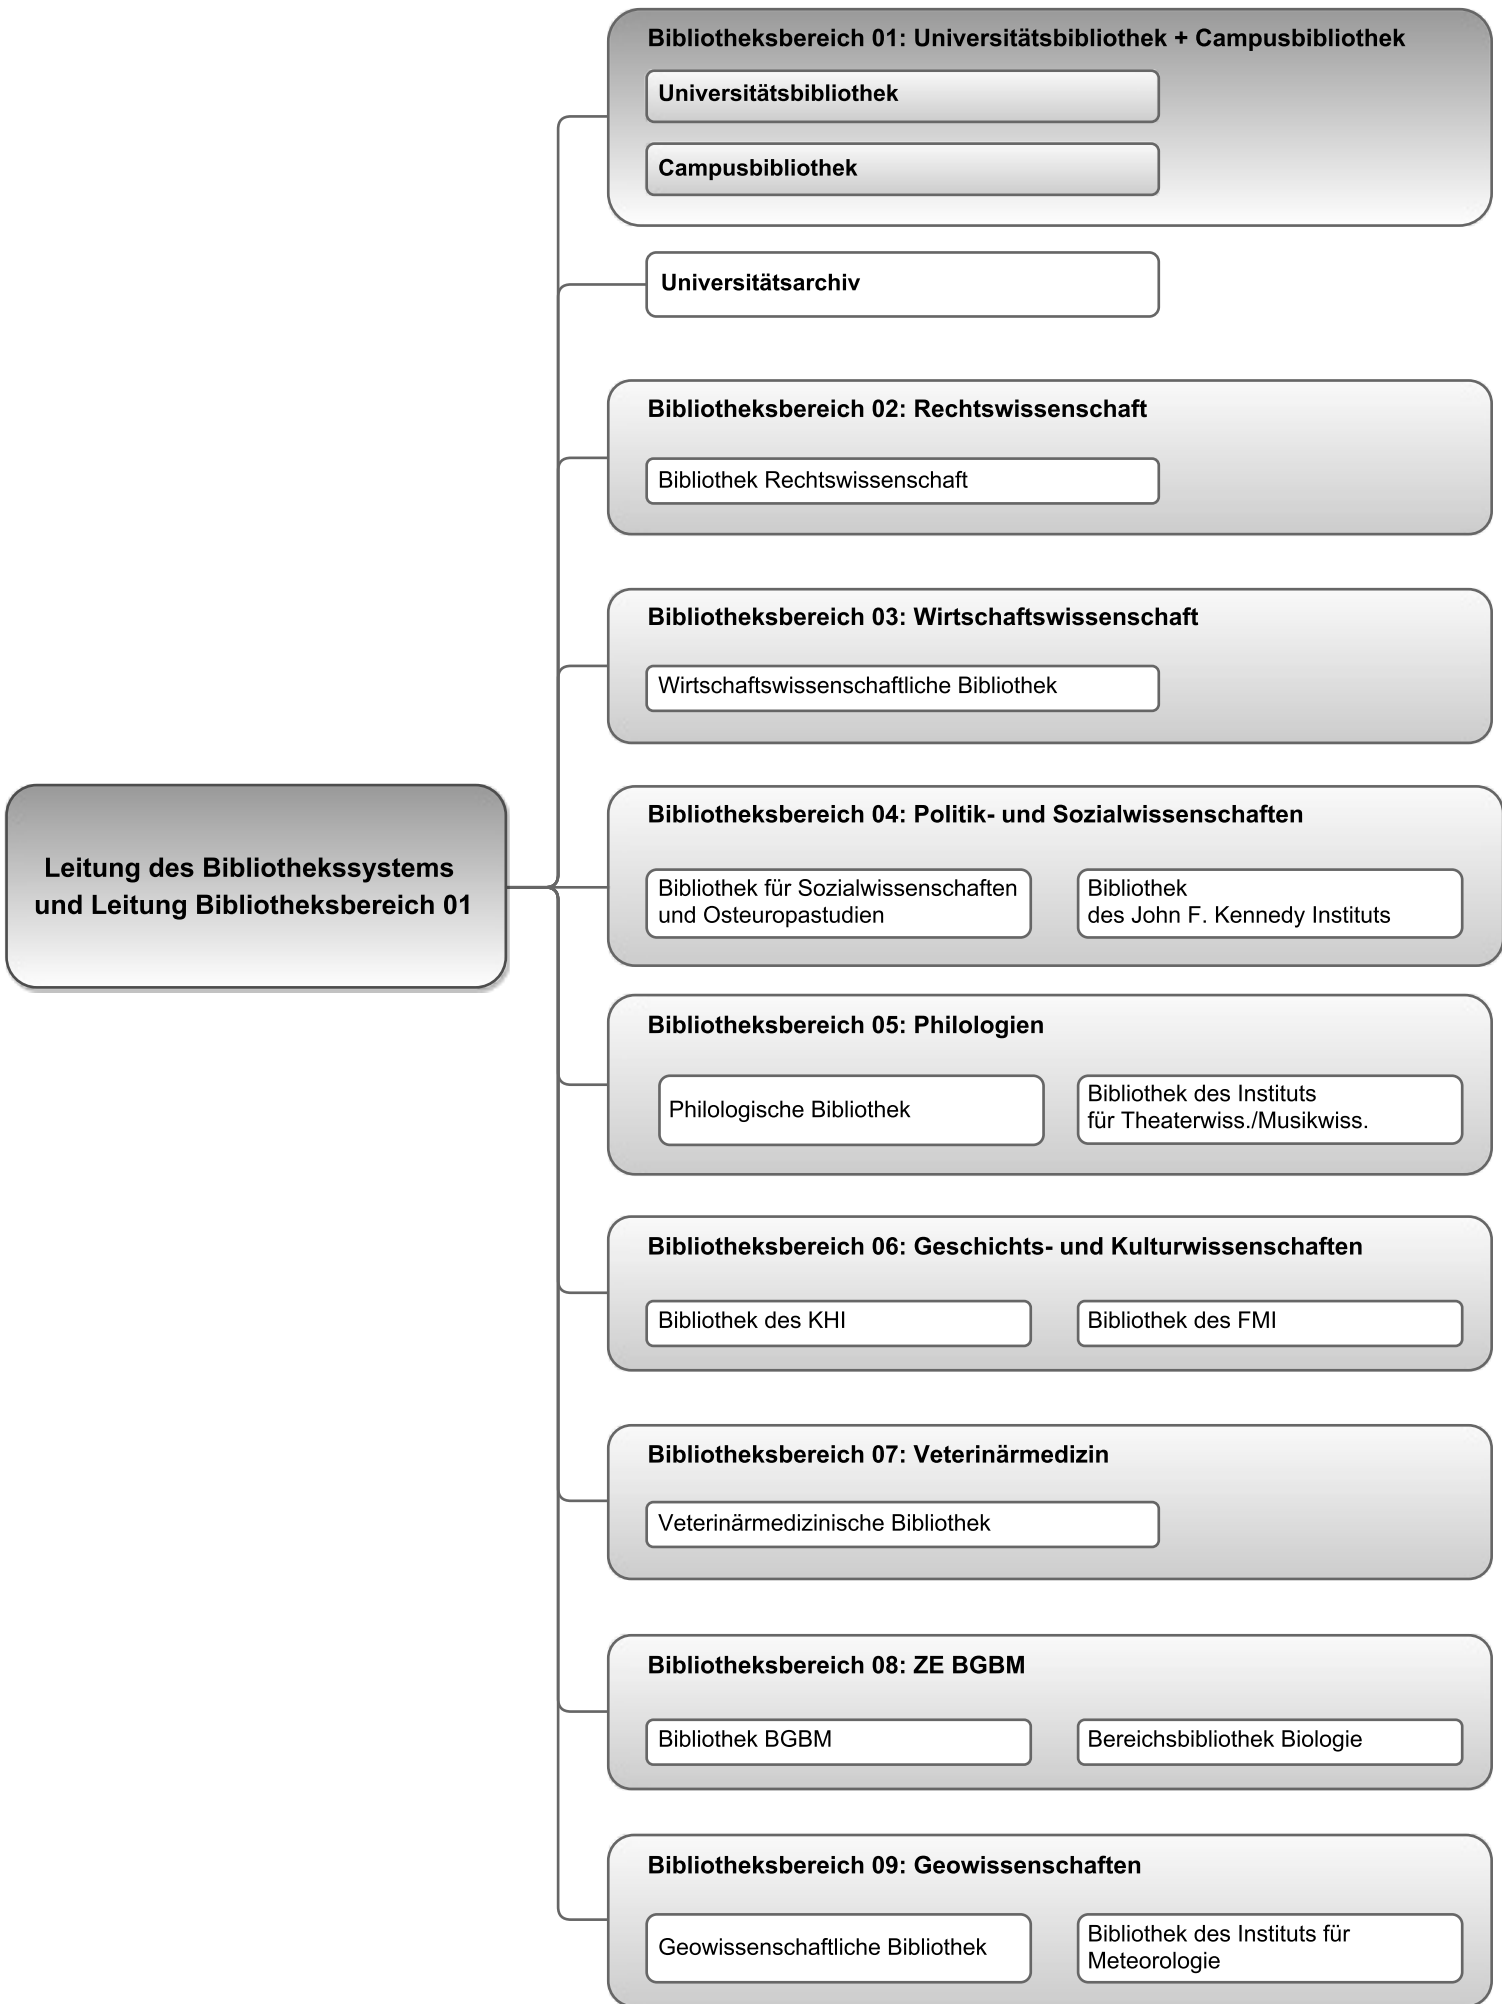 Bibliotheksbereich 01: Universitätsbibliothek + Campusbibliothek
Universitätsbibliothek
Campusbibliothek
Universitätsarchiv
Bibliotheksbereich 02: Rechtswissenschaft
Bibliothek Rechtswissenschaft
Bibliotheksbereich 03: Wirtschaftswissenschaft
Wirtschaftswissenschaftliche Bibliothek
Leitung des Bibliothekssystems
und Leitung Bibliotheksbereich 01
Bibliotheksbereich 04: Politik- und Sozialwissenschaften
Bibliothek für Sozialwissenschaften
und Osteuropastudien
Bibliothek
des John F. Kennedy Instituts
Bibliotheksbereich 05: Philologien
Philologische Bibliothek
Bibliothek des Instituts
für Theaterwiss./Musikwiss.
Bibliotheksbereich 06: Geschichts- und Kulturwissenschaften
Bibliothek des KHI
Bibliothek des FMI
Bibliotheksbereich 07: Veterinärmedizin
Veterinärmedizinische Bibliothek
Bibliotheksbereich 08: ZE BGBM
Bibliothek BGBM
Bereichsbibliothek Biologie
Bibliotheksbereich 09: Geowissenschaften
Geowissenschaftliche Bibliothek
Bibliothek des Instituts für
Meteorologie